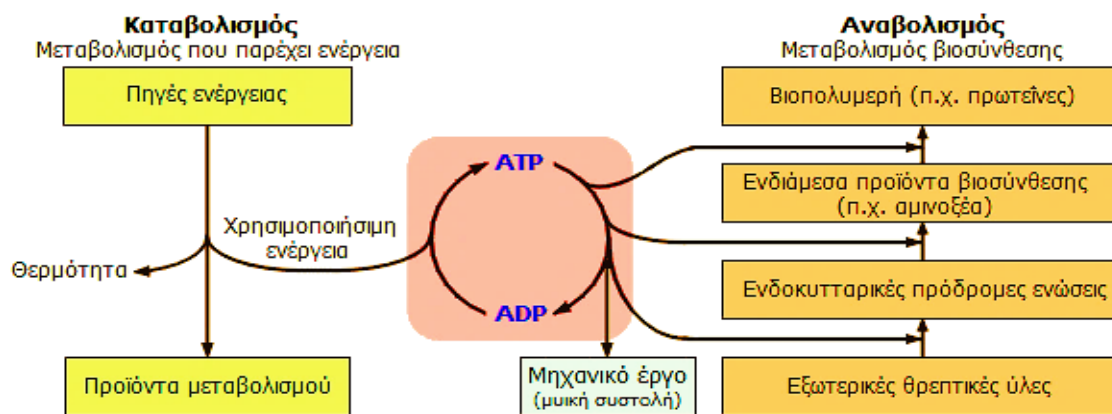 Καταβολισμός
Μεταβολισμός που παρέχει ενέργεια
Πηγές ενέργειας
Χρησιμοποιήσιμη
ενέργεια
Θερμότητα
Προϊόντα μεταβολισμού
ATP
ADP
Μηχανικό έργο
(μυική συστολή)
Αναβολισμός
Μεταβολισμός βιοσύνθεσης
Βιοπολυμερή (π.χ. πρωτεΐνες)
Ενδιάμεσα προϊόντα βιοσύνθεσης
(π.χ. αμινοξέα)
Ενδοκυτταρικές πρόδρομες ενώσεις
Εξωτερικές θρεπτικές ύλες